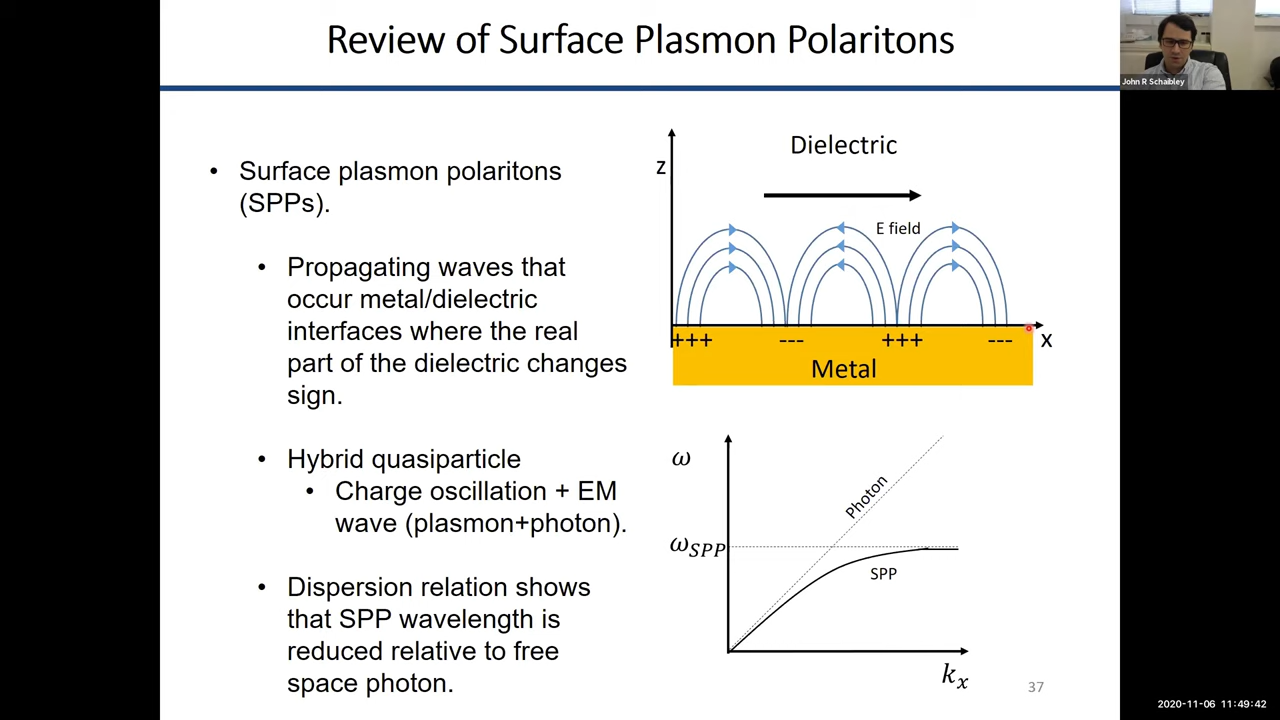 Review of Surface Plasmon Polaritons
John R Schaibley
• Surface plasmon polaritons
(SPPs).
• Propagating waves that
occur metal/dielectric
interfaces where the real
part of the dielectric changes
sign.
• Hybrid quasiparticle
• Charge oscillation + EM
wave (plasmon+photon).
• Dispersion relation shows
that SPP wavelength is
reduced relative to free
space photon.
Dielectric
z
E field
+++ --- +++ --- x
Metal
ω
Photon
ω_SPP
SPP
k_x
37
2020-11-06 11:49:42